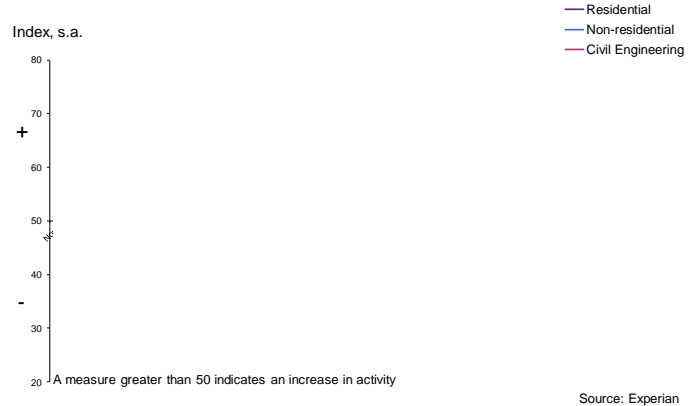 Residential
Non-residential
Civil Engineering
Index, s.a.
80
70
+
60
50
40
-
30
20
A measure greater than 50 indicates an increase in activity
Source: Experian